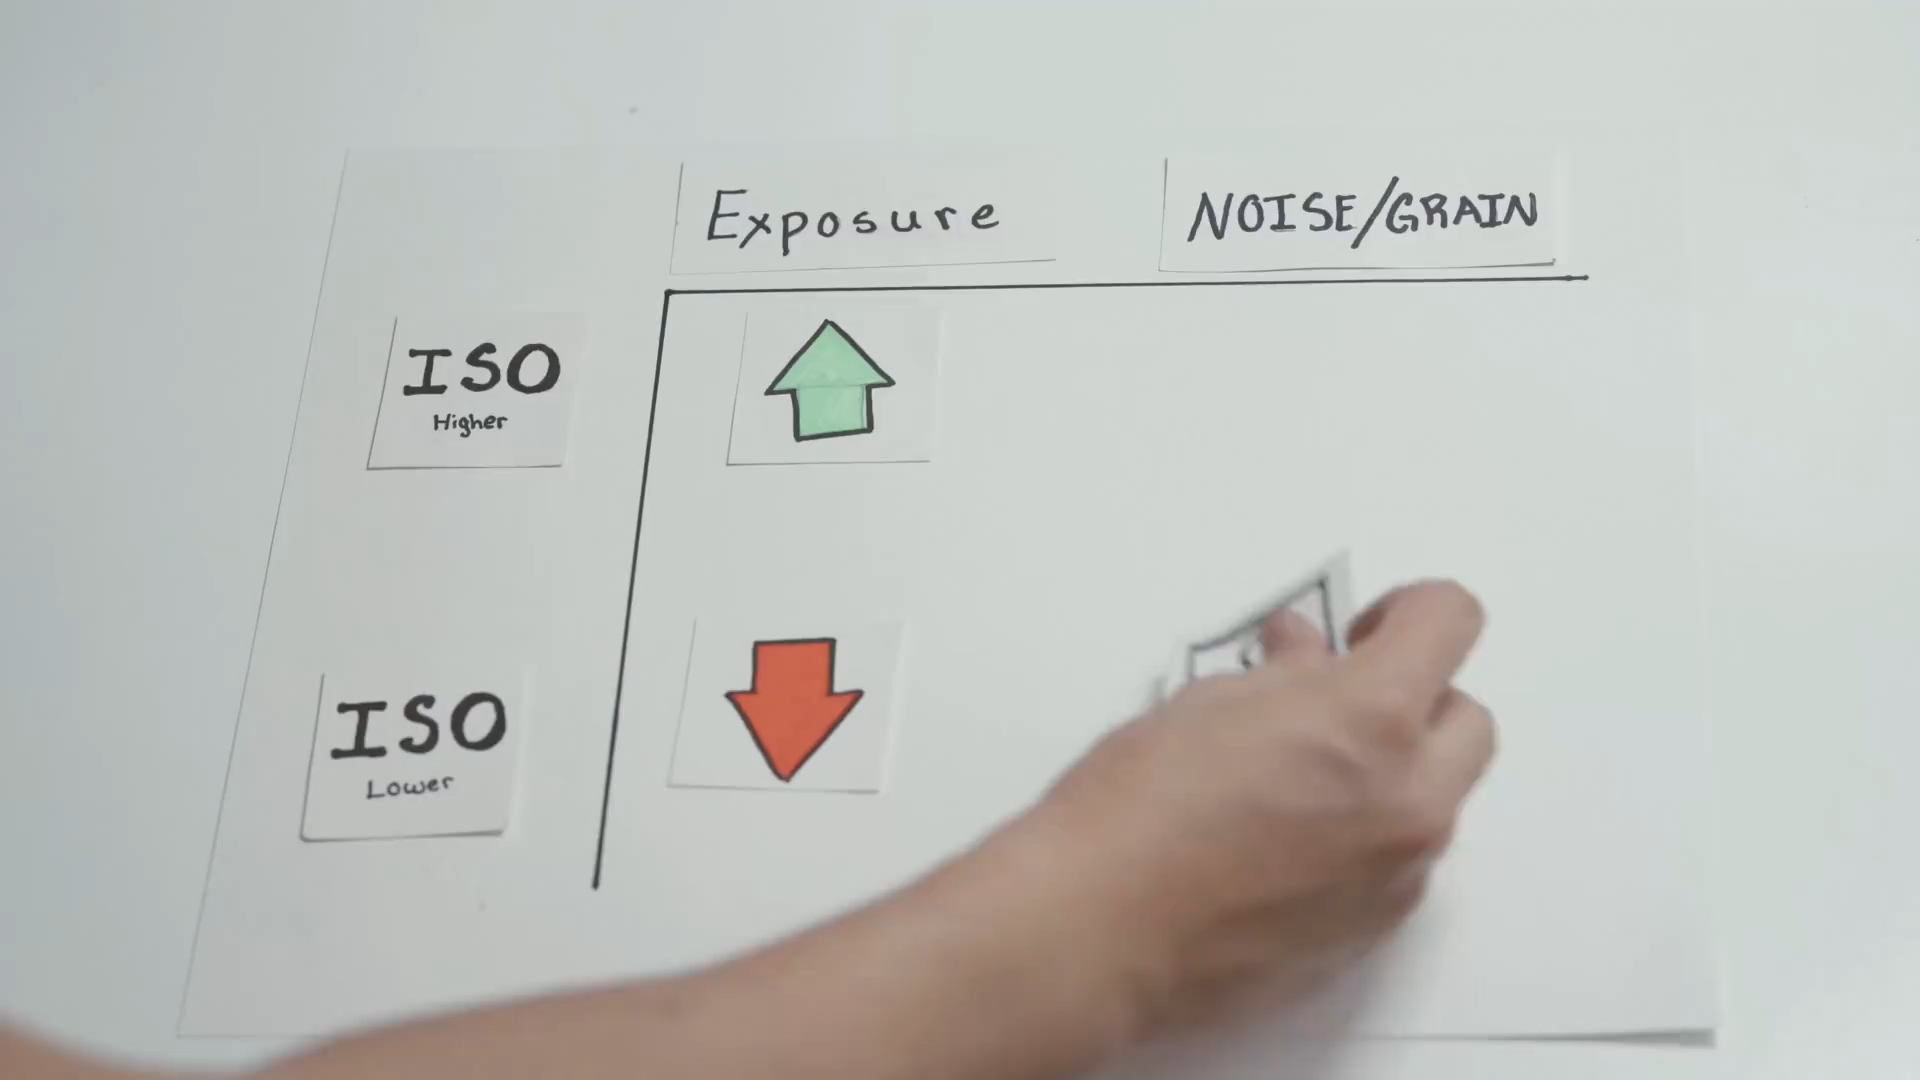 Exposure
NOISE/GRAIN
ISO
Higher
ISO
Lower